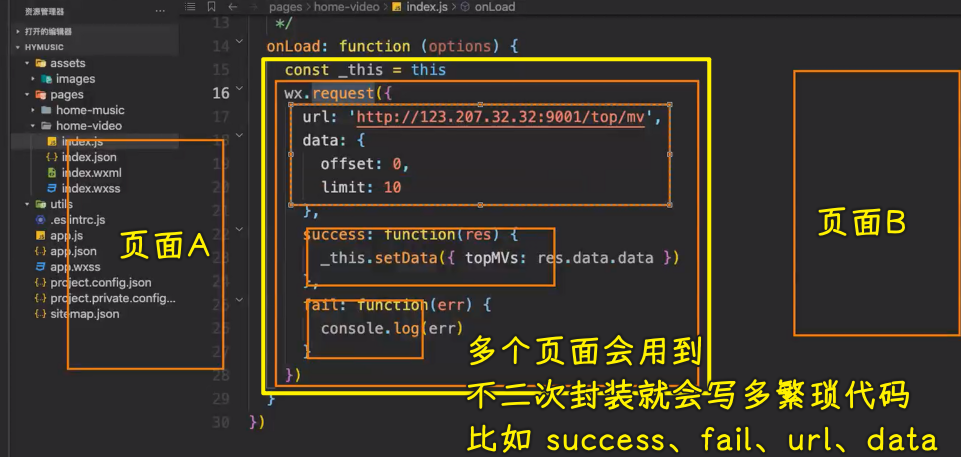 资源管理器
···
打开的编辑器
HYMUSIC
assets
images
pages
home-music
home-video
index.js
index.json
index.wxml
index.wxss
utils
.eslintrc.js
app.js
app.json
app.wxss
project.config.json
project.private.config...
sitemap.json
pages > home-video > index.js > onLoad
13 */
14 onLoad: function (options) {
15 const _this = this
16 wx.request({
17 url: 'http://123.207.32.32:9001/top/mv',
18 data: {
19 offset: 0,
20 limit: 10
21 },
22 success: function(res) {
23 _this.setData({ topMVs: res.data.data })
24 },
25 fail: function(err) {
26 console.log(err)
27 }
28 })
29 }
30 })
页面A
页面B
多个页面会用到
不二次封装就会写多繁琐代码
比如 success、fail、url、data